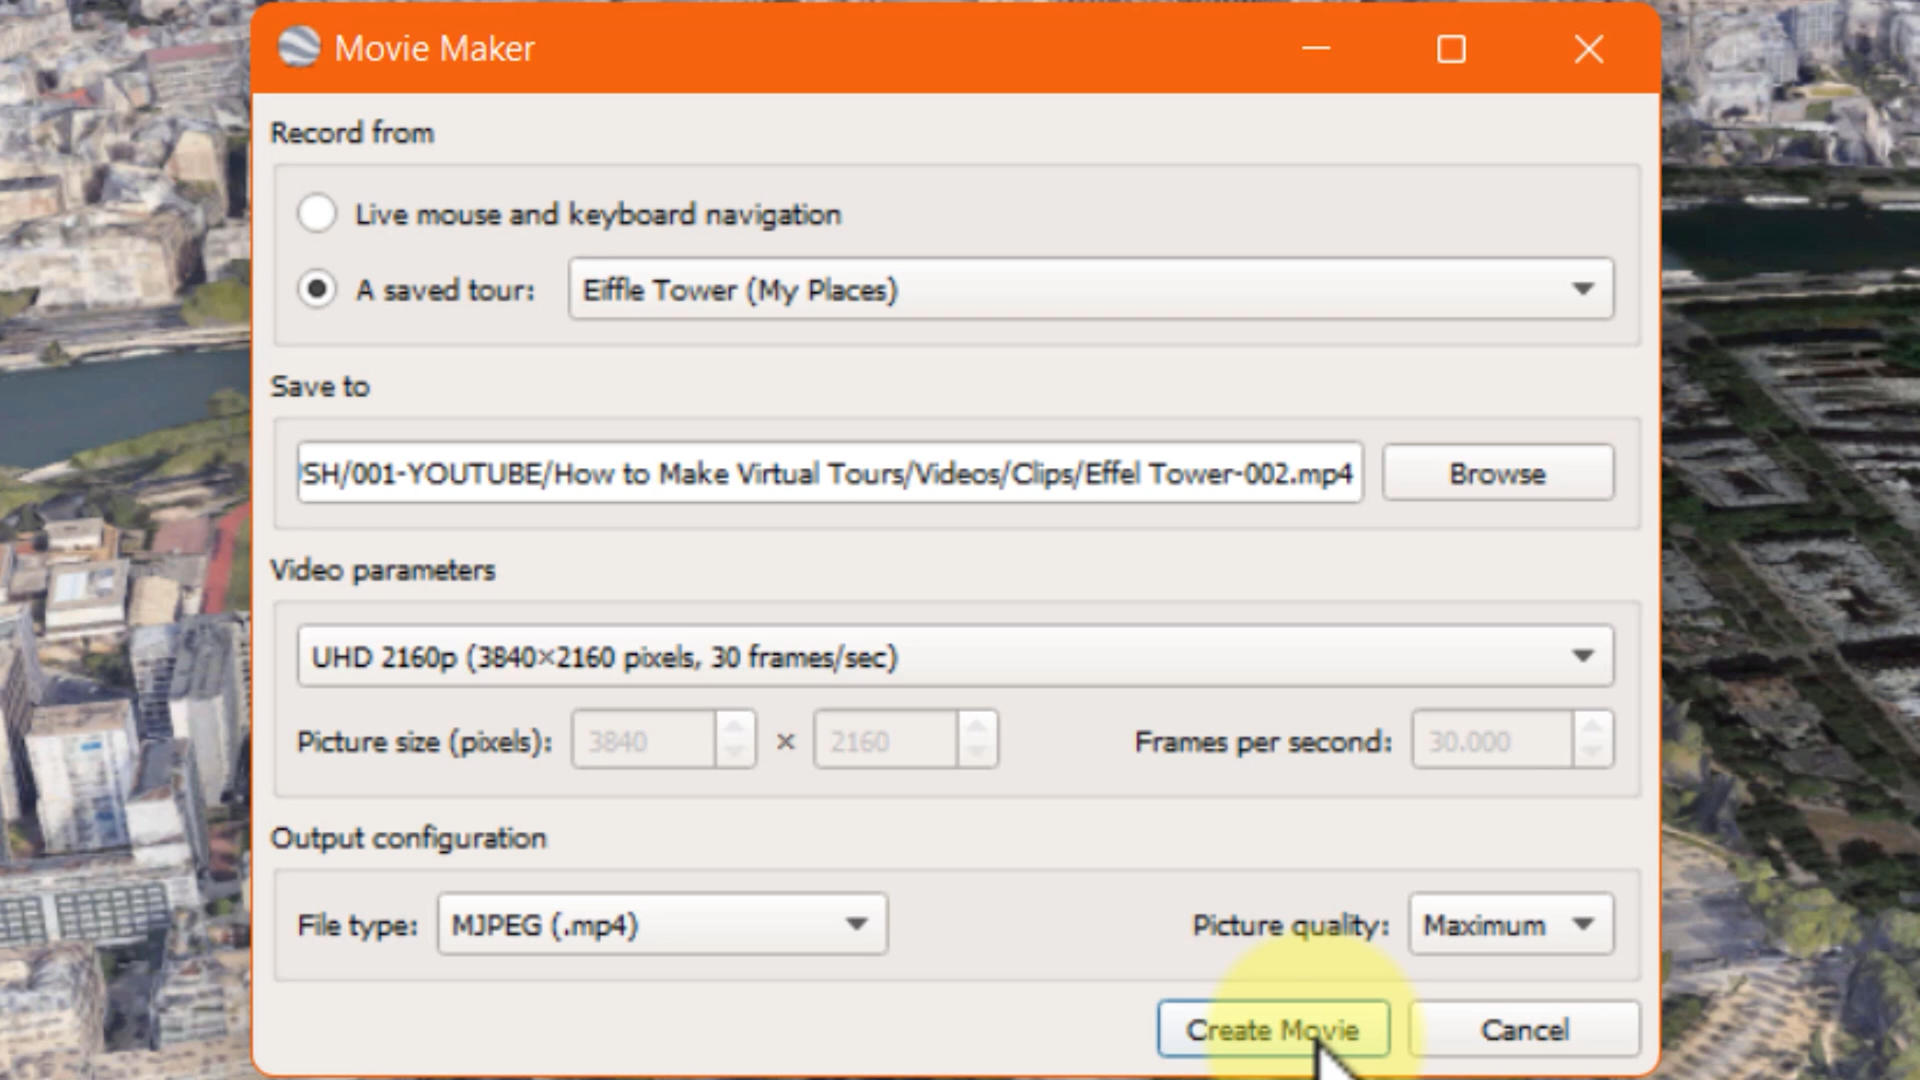 Movie Maker
Record from
Live mouse and keyboard navigation
A saved tour: Eiffle Tower (My Places)
Save to
SH/001-YOUTUBE/How to Make Virtual Tours/Videos/Clips/Effel Tower-002.mp4 Browse
Video parameters
UHD 2160p (3840×2160 pixels, 30 frames/sec)
Picture size (pixels): 3840 × 2160 Frames per second: 30.000
Output configuration
File type: MJPEG (.mp4) Picture quality: Maximum
Create Movie Cancel